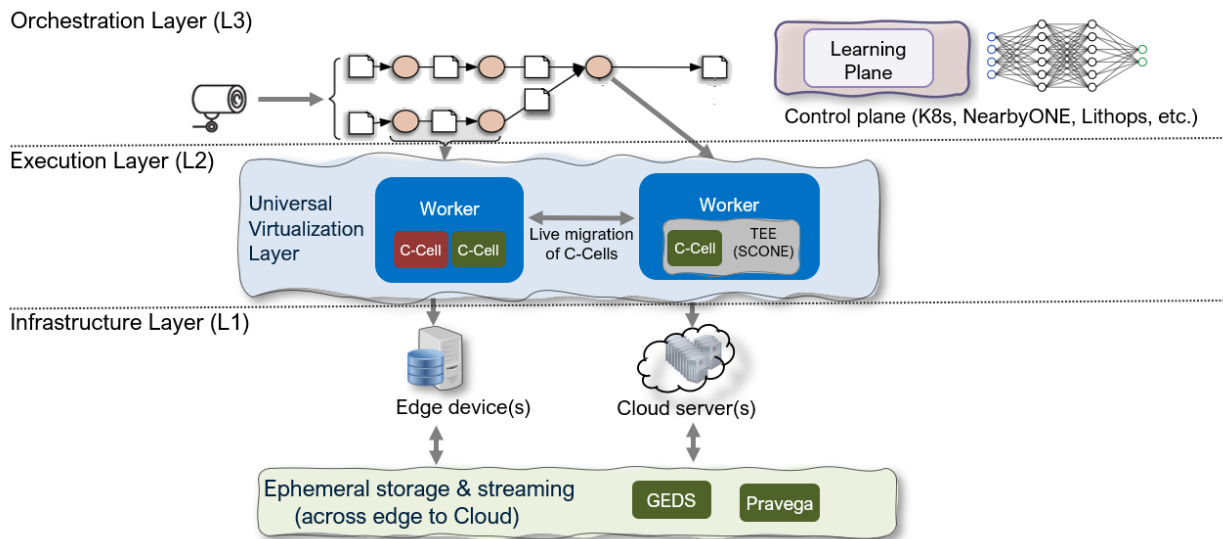 Orchestration Layer (L3)
Learning
Plane
Control plane (K8s, NearbyONE, Lithops, etc.)
Execution Layer (L2)
Universal
Virtualization
Layer
Worker
C-Cell
C-Cell
Live migration
of C-Cells
Worker
C-Cell
TEE
(SCONE)
Infrastructure Layer (L1)
Edge device(s)
Cloud server(s)
Ephemeral storage & streaming
(across edge to Cloud)
GEDS
Pravega